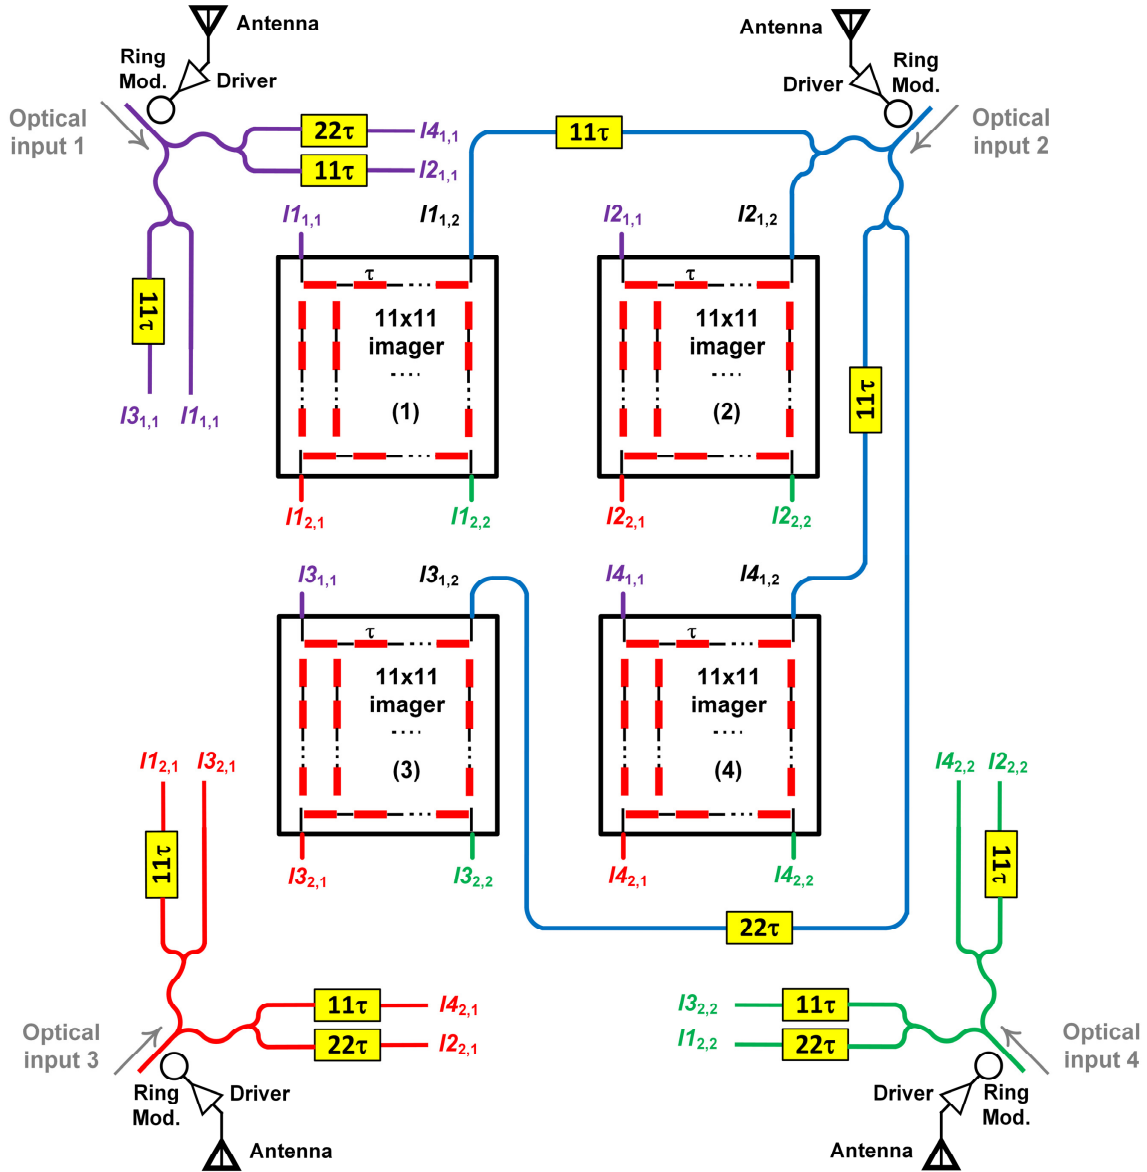 Antenna
Ring
Mod.
Driver
Optical
input 1
22τ
I4₁,₁
11τ
I2₁,₁
11τ
I3₁,₁
I1₁,₁
Antenna
Ring
Mod.
Driver
Optical
input 2
11τ
11τ
22τ
I1₁,₁
I1₁,₂
τ
11x11
imager
....
(1)
I1₂,₁
I1₂,₂
I2₁,₁
I2₁,₂
τ
11x11
imager
....
(2)
I2₂,₁
I2₂,₂
I3₁,₁
I3₁,₂
τ
11x11
imager
....
(3)
I3₂,₁
I3₂,₂
I4₁,₁
I4₁,₂
τ
11x11
imager
....
(4)
I4₂,₁
I4₂,₂
I1₂,₁
I3₂,₁
11τ
11τ
I4₂,₁
22τ
I2₂,₁
Optical
input 3
Ring
Mod.
Driver
Antenna
I4₂,₂
I2₂,₂
11τ
I3₂,₂
11τ
I1₂,₂
22τ
Optical
input 4
Driver
Ring
Mod.
Antenna